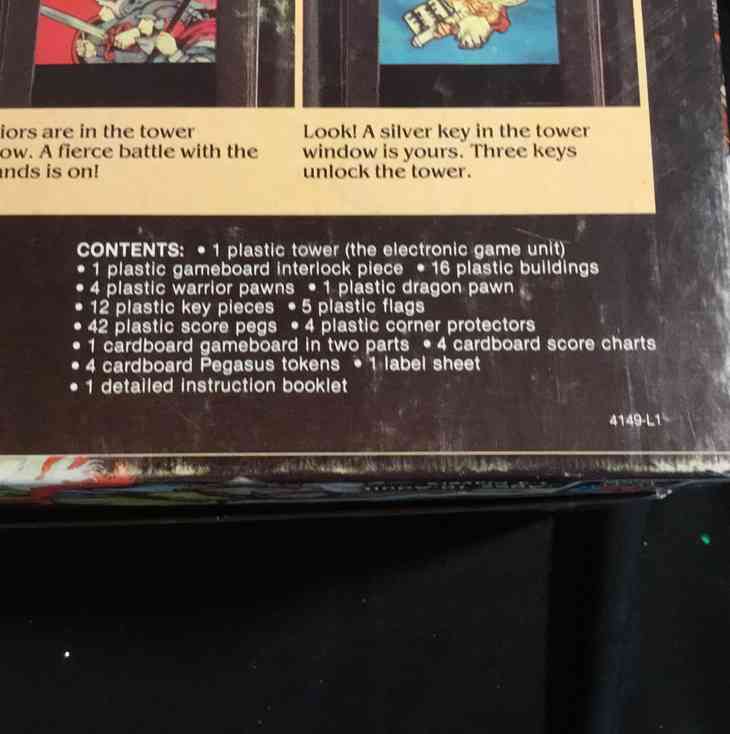 iors are in the tower
ow. A fierce battle with the
ands is on!
Look! A silver key in the tower
window is yours. Three keys
unlock the tower.
CONTENTS: • 1 plastic tower (the electronic game unit)
• 1 plastic gameboard interlock piece • 16 plastic buildings
• 4 plastic warrior pawns • 1 plastic dragon pawn
• 12 plastic key pieces • 5 plastic flags
• 42 plastic score pegs • 4 plastic corner protectors
• 1 cardboard gameboard in two parts • 4 cardboard score charts
• 4 cardboard Pegasus tokens • 1 label sheet
• 1 detailed instruction booklet
4149-L1